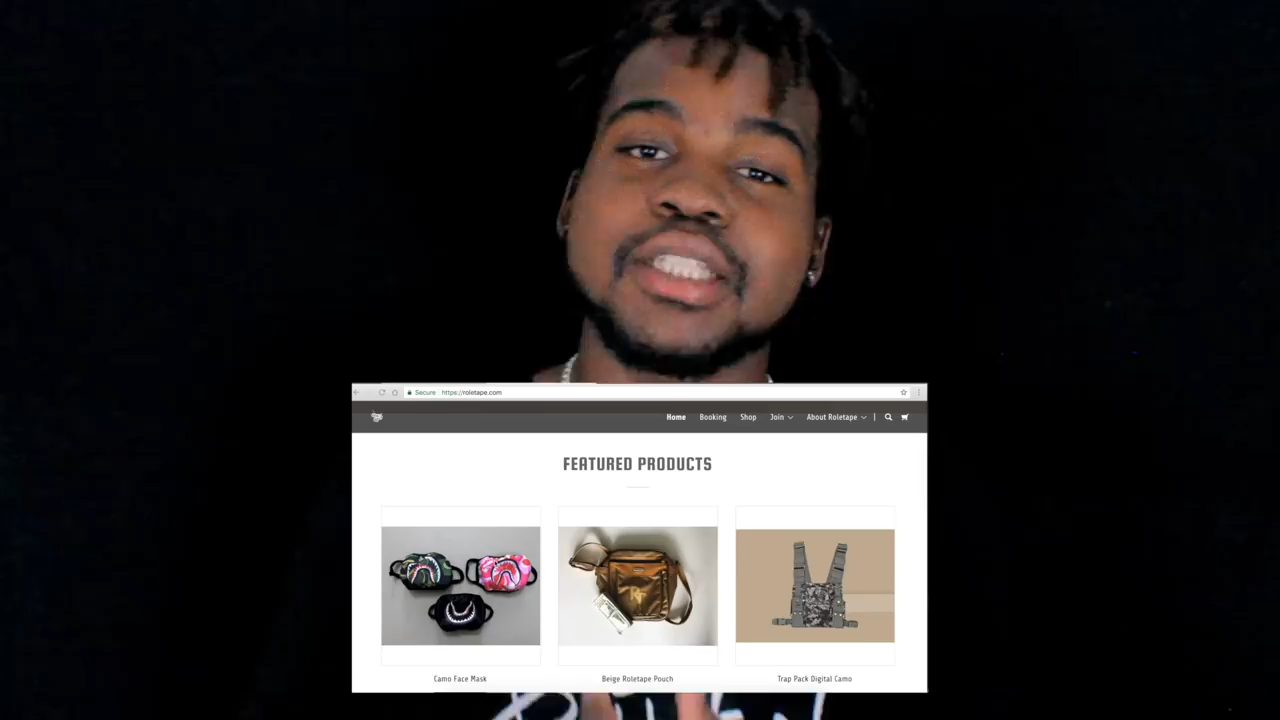 Secure https://roletape.com
Home Booking Shop Join About Roletape
FEATURED PRODUCTS
Camo Face Mask
Beige Roletape Pouch
Trap Pack Digital Camo